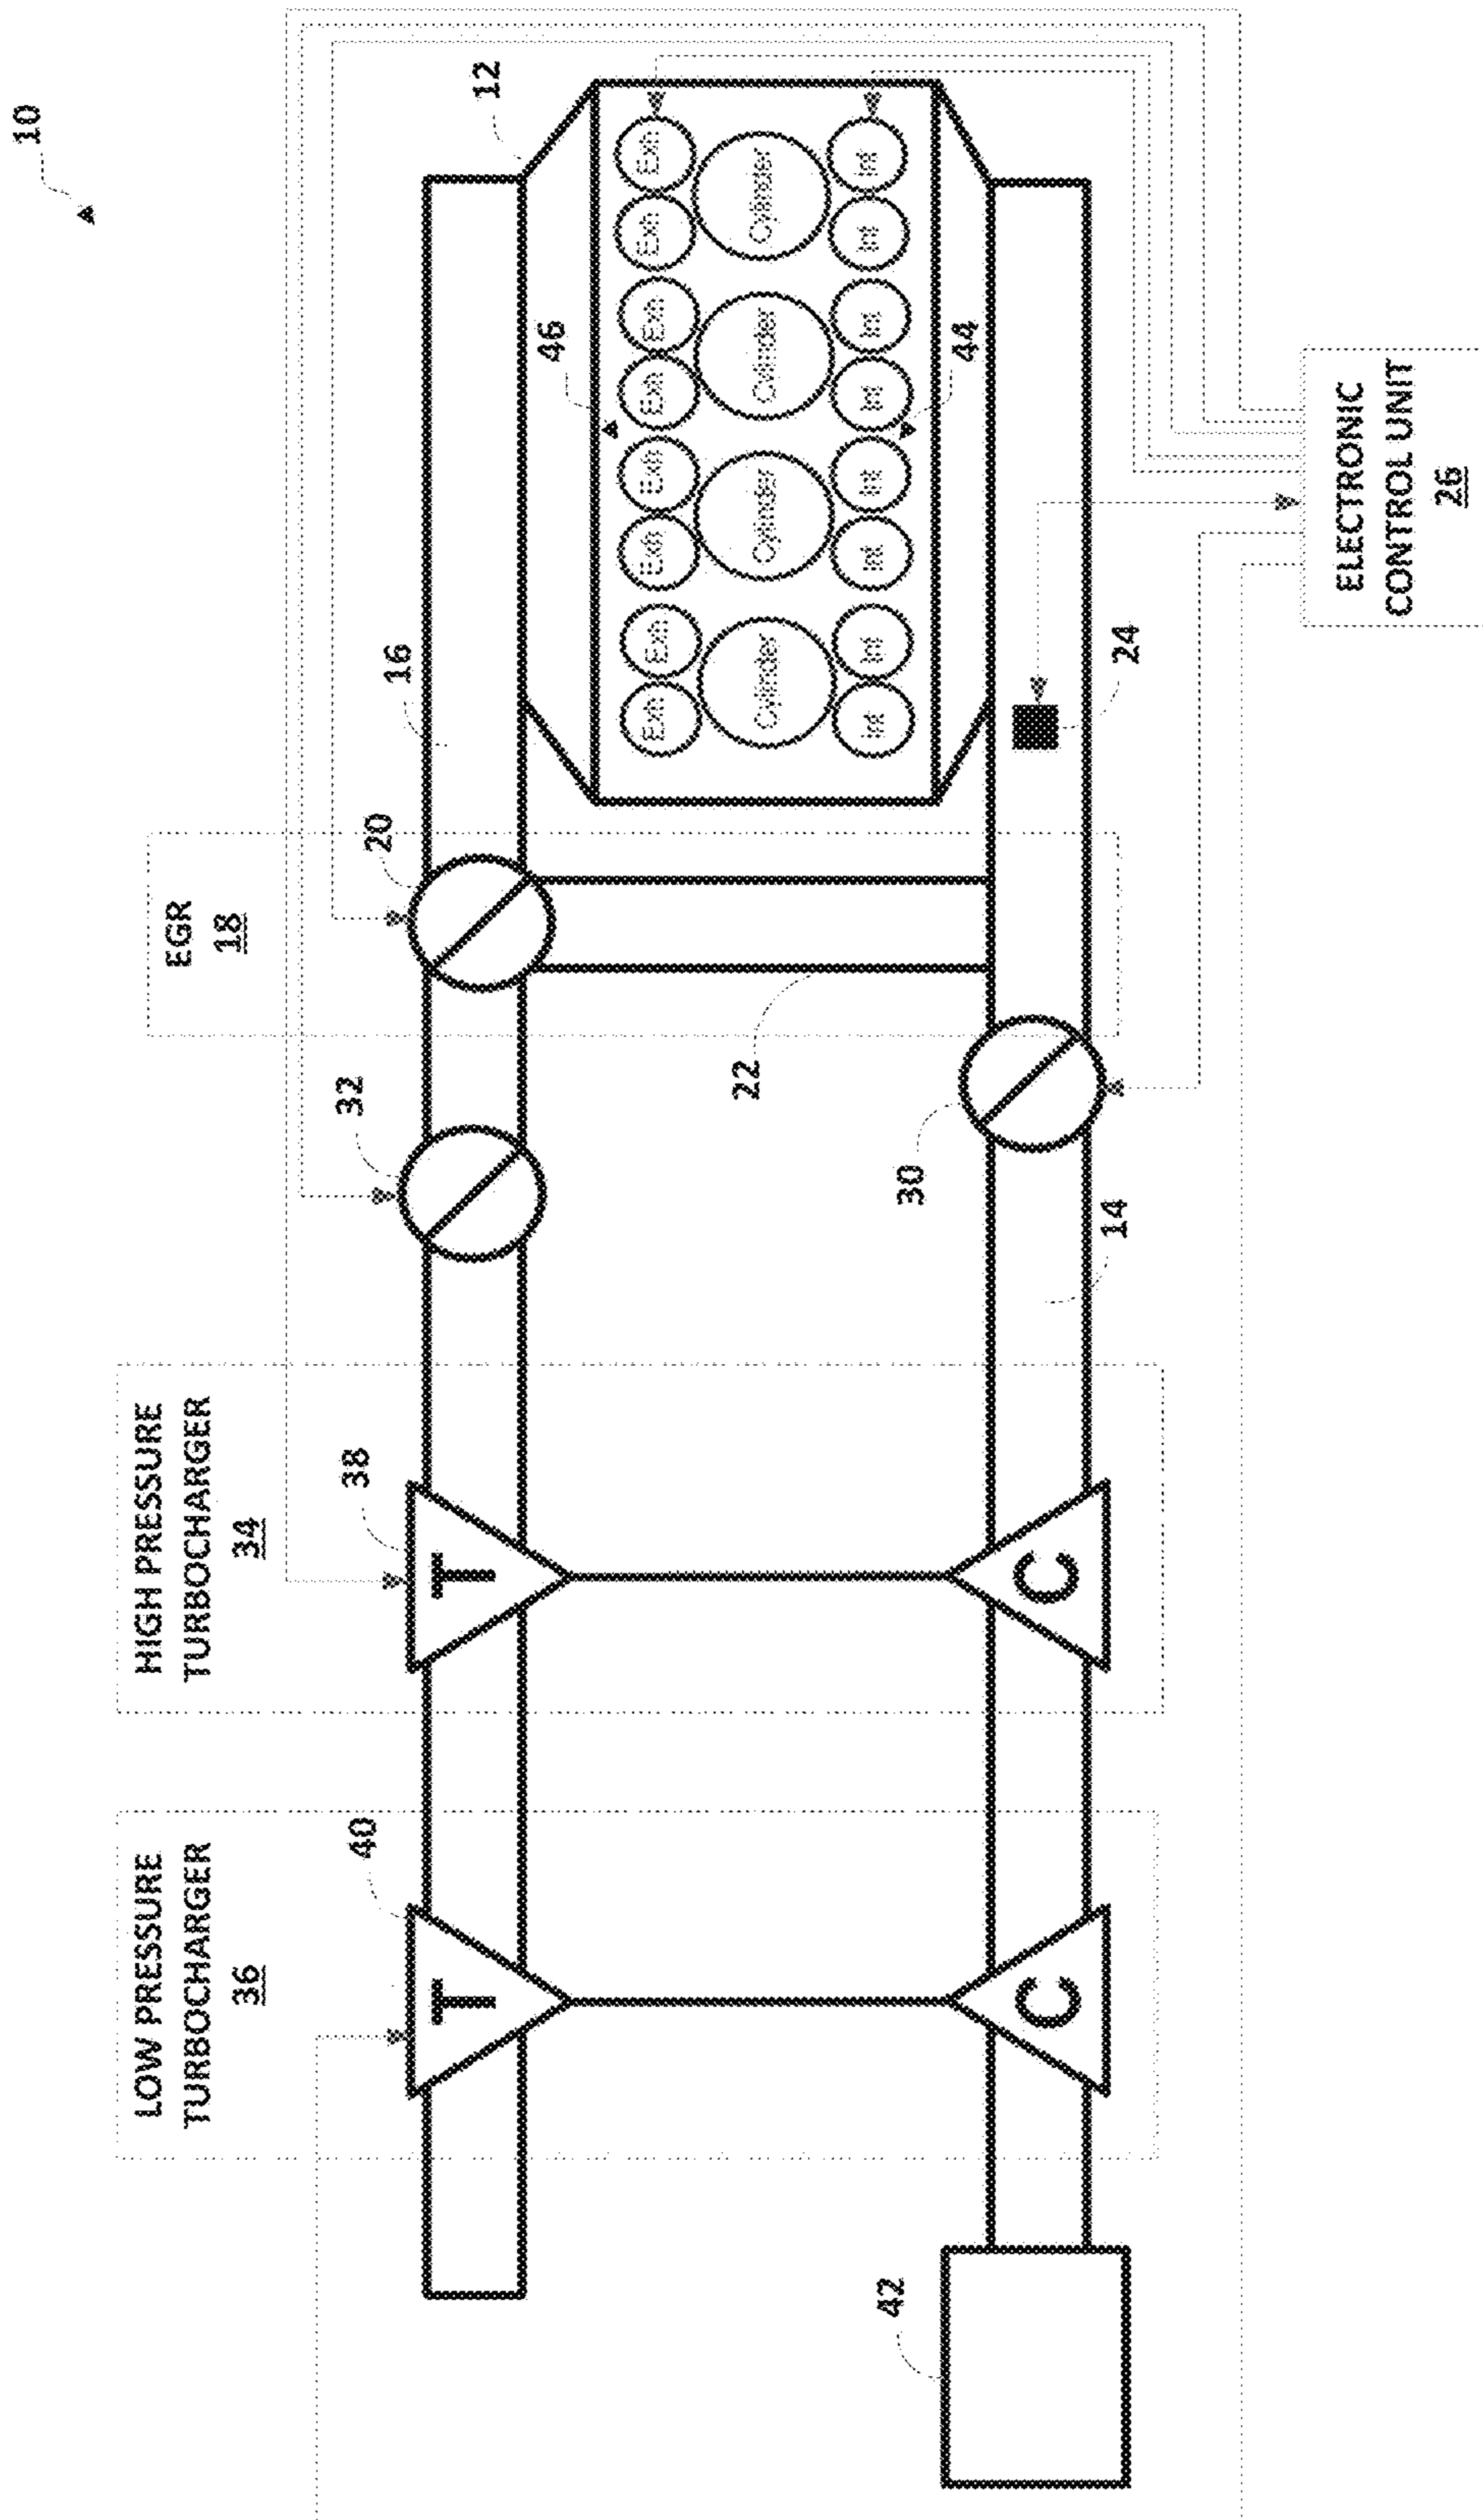 10
LOW PRESSURE
TURBOCHARGER
36
HIGH PRESSURE
TURBOCHARGER
34
EGR
18
40
38
32
20
16
12
T
T
46
Exh
Exh
Exh
Exh
Exh
Exh
Exh
Exh
22
Cylinder
Cylinder
Cylinder
Cylinder
Int
Int
Int
Int
Int
Int
Int
Int
42
30
44
C
C
14
24
ELECTRONIC
CONTROL UNIT
26